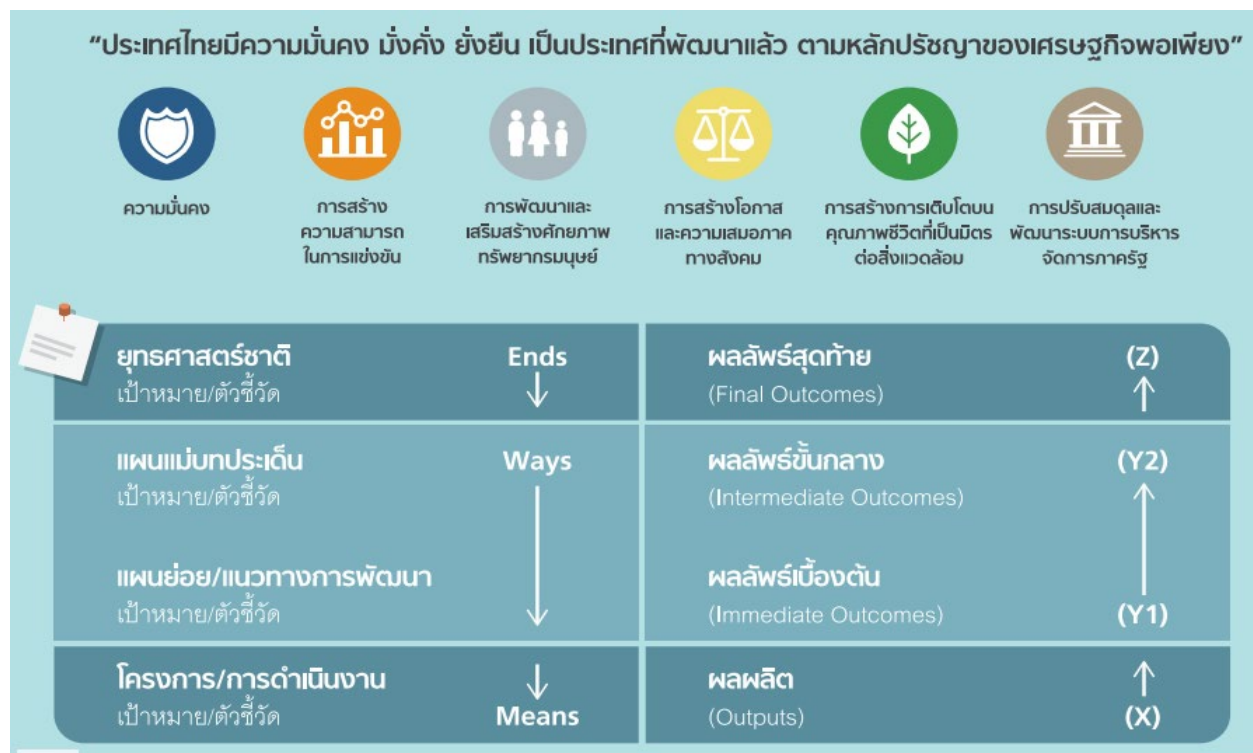 “ประเทศไทยมีความมั่นคง มั่งคั่ง ยั่งยืน เป็นประเทศที่พัฒนาแล้ว ตามหลักปรัชญาของเศรษฐกิจพอเพียง”
ความมั่นคง
การสร้าง
ความสามารถ
ในการแข่งขัน
การพัฒนาและ
เสริมสร้างศักยภาพ
ทรัพยากรมนุษย์
การสร้างโอกาส
และความเสมอภาค
ทางสังคม
การสร้างการเติบโตบน
คุณภาพชีวิตที่เป็นมิตร
ต่อสิ่งแวดล้อม
การปรับสมดุลและ
พัฒนาระบบการบริหาร
จัดการภาครัฐ
ยุทธศาสตร์ชาติ Ends
เป้าหมาย/ตัวชี้วัด
ผลลัพธ์สุดท้าย (Z)
(Final Outcomes)
แผนแม่บทประเด็น Ways
เป้าหมาย/ตัวชี้วัด
ผลลัพธ์ขั้นกลาง (Y2)
(Intermediate Outcomes)
แผนย่อย/แนวทางการพัฒนา
เป้าหมาย/ตัวชี้วัด
ผลลัพธ์เบื้องต้น
(Immediate Outcomes) (Y1)
โครงการ/การดำเนินงาน
เป้าหมาย/ตัวชี้วัด Means
ผลผลิต
(Outputs) (X)